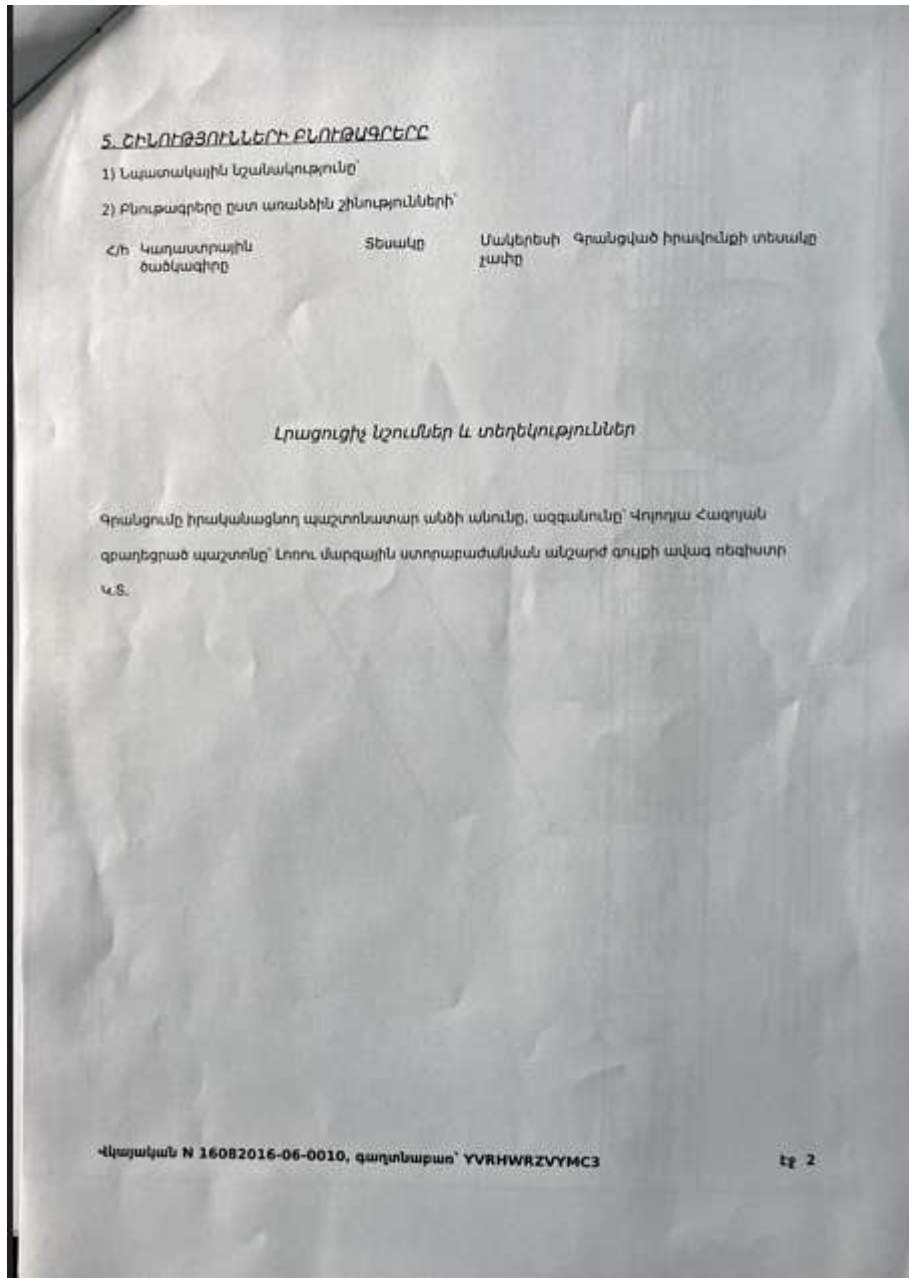 5. ՇԻՆՈՒԹՅՈՒՆՆԵՐԻ ԲՆՈՒԹԱԳՐԵՐԸ
1) Նպատակային նշանակությունը՝
2) Բնութագրերը ըստ առանձին շինությունների՝
Հ/հ Կադաստրային ծածկագիրը Տեսակը Մակերեսի չափը Գրանցված իրավունքի տեսակը
Լրացուցիչ նշումներ և տեղեկություններ
Գրանցումը իրականացնող պաշտոնատար անձի անունը, ազգանունը՝ Վոլոդյա Հազոյան
զբաղեցրած պաշտոնը՝ Լոռու մարզային ստորաբաժանման անշարժ գույքի ավագ ռեգիստր
Կ.Տ.
Վկայական N 16082016-06-0010, գաղտնաբառ՝ YVRHWRZVYMC3 էջ 2